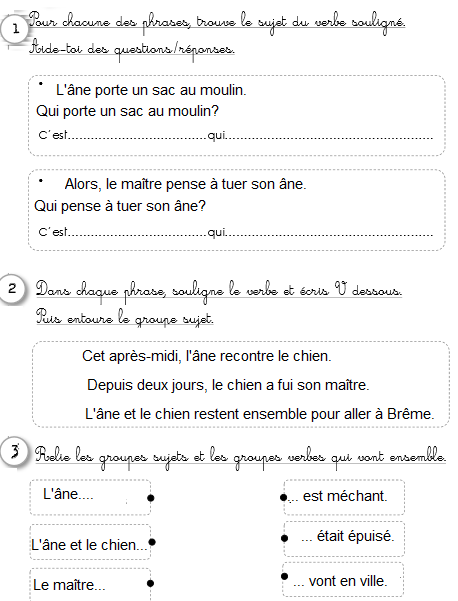 1 Pour chacune des phrases, trouve le sujet du verbe souligné.
Aide-toi des questions/réponses.
• L'âne porte un sac au moulin.
Qui porte un sac au moulin?
C'est................................qui................................................
• Alors, le maître pense à tuer son âne.
Qui pense à tuer son âne?
C'est................................qui................................................
2 Dans chaque phrase, souligne le verbe et écris V dessous.
Puis entoure le groupe sujet.
Cet après-midi, l'âne recontre le chien.
Depuis deux jours, le chien a fui son maître.
L'âne et le chien restent ensemble pour aller à Brême.
3 Relie les groupes sujets et les groupes verbes qui vont ensemble.
L'âne.... ... est méchant.
L'âne et le chien... ... était épuisé.
Le maître... ... vont en ville.